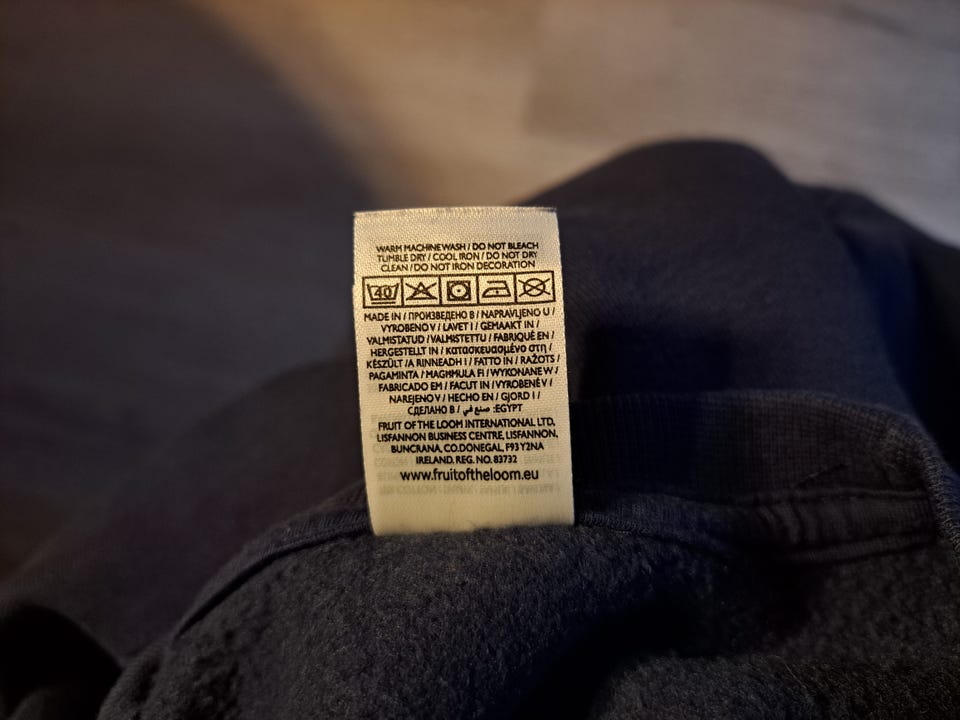 WARM MACHINE WASH / DO NOT BLEACH
TUMBLE DRY / COOL IRON / DO NOT DRY
CLEAN / DO NOT IRON DECORATION
40
MADE IN / ПРОИЗВЕДЕНО В / NAPRAVLJENO U /
VYROBENO V / LAVET I / GEMAAKT IN /
VALMISTATUD / VALMISTETTU / FABRIQUÉ EN /
HERGESTELLT IN / κατασκευασμένο στη /
KÉSZÜLT /A RINNEADH I / FATTO IN / RAŽOTS /
PAGAMINTA / MAGHMULA FI / WYKONANE W /
FABRICADO EM / FACUT IN / VYROBENÉ V /
NAREJENO V / HECHO EN / GJORD I /
СДЕЛАНО В / صنع في :EGYPT
FRUIT OF THE LOOM INTERNATIONAL LTD,
LISFANNON BUSINESS CENTRE, LISFANNON,
BUNCRANA, CO.DONEGAL, F93 Y2NA
IRELAND. REG. NO. 83732
www.fruitoftheloom.eu